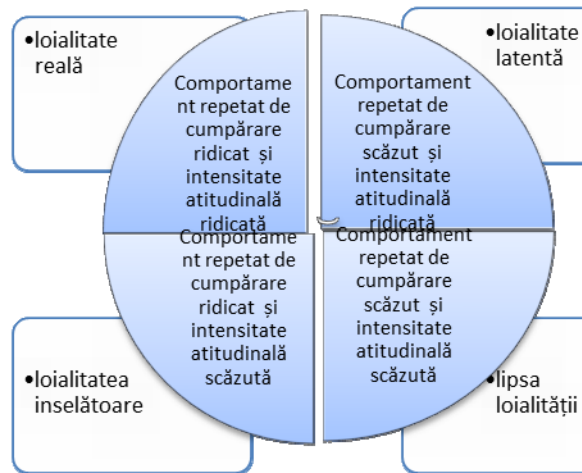 •loialitate
reală
Comportame
nt repetat de
cumpărare
ridicat și
intensitate
atitudinală
ridicată
•loialitate
latentă
Comportament
repetat de
cumpărare
scăzut și
intensitate
atitudinală
ridicată
Comportame
nt repetat de
cumpărare
ridicat și
intensitate
atitudinală
scăzută
•loialitatea
inselătoare
Comportament
repetat de
cumpărare
scăzut și
intensitate
atitudinală
scăzută
•lipsa
loialității